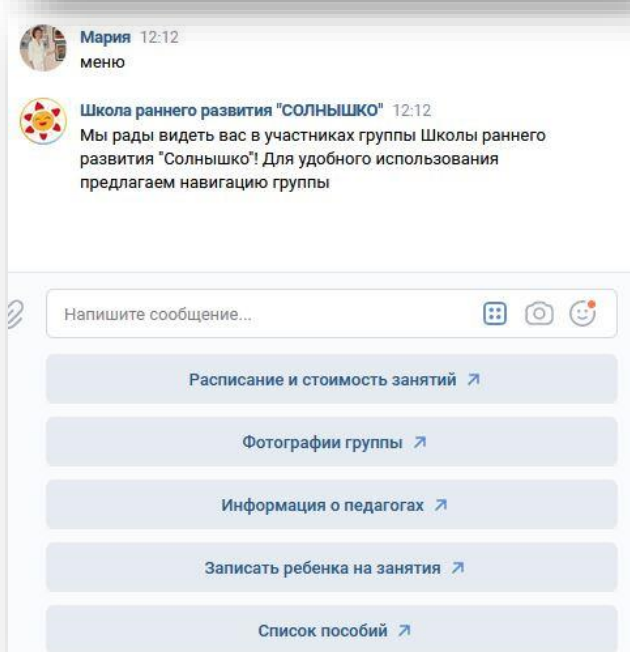 Мария 12:12
меню
Школа раннего развития "СОЛНЫШКО" 12:12
Мы рады видеть вас в участниках группы Школы раннего
развития "Солнышко"! Для удобного использования
предлагаем навигацию группы
Напишите сообщение...
Расписание и стоимость занятий
Фотографии группы
Информация о педагогах
Записать ребенка на занятия
Список пособий